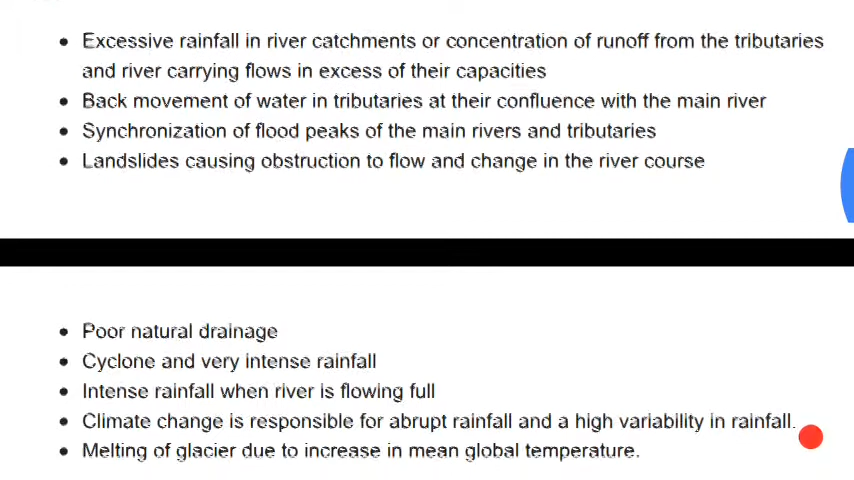 • Excessive rainfall in river catchments or concentration of runoff from the tributaries
and river carrying flows in excess of their capacities
• Back movement of water in tributaries at their confluence with the main river
• Synchronization of flood peaks of the main rivers and tributaries
• Landslides causing obstruction to flow and change in the river course
• Poor natural drainage
• Cyclone and very intense rainfall
• Intense rainfall when river is flowing full
• Climate change is responsible for abrupt rainfall and a high variability in rainfall.
• Melting of glacier due to increase in mean global temperature.